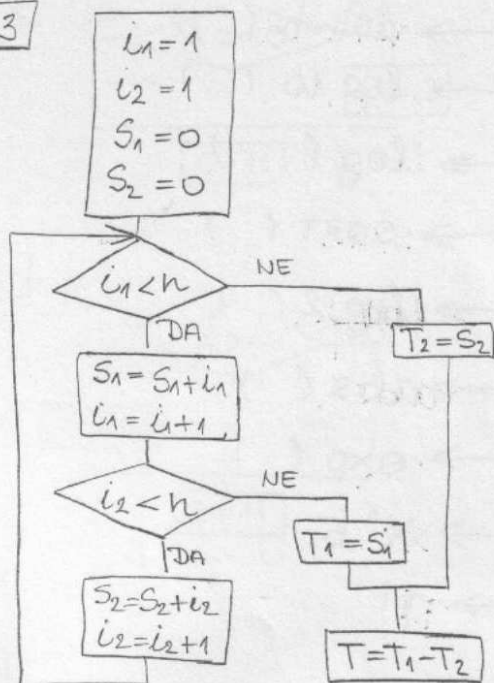 3
i₁ = 1
i₂ = 1
S₁ = 0
S₂ = 0
i₁ < n
NE
DA
T₂ = S₂
S₁ = S₁ + i₁
i₁ = i₁ + 1
i₂ < n
NE
DA
T₁ = S₁
S₂ = S₂ + i₂
i₂ = i₂ + 1
T = T₁ - T₂